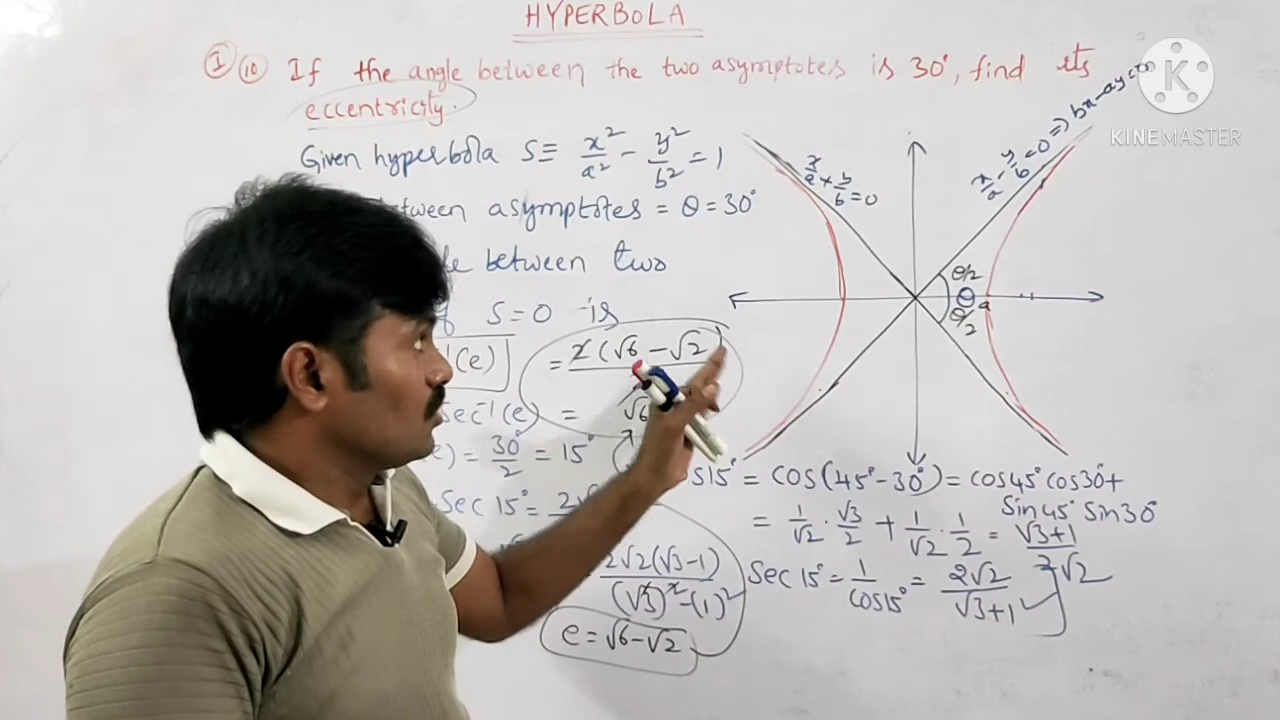 HYPERBOLA
I (10) If the angle between the two asymptotes is 30°, find its
eccentricity.
Given hyperbola S ≡ x²/a² - y²/b² = 1
between asymptotes = θ = 30°
between two
S=0 is
(e)
= 2(√6 - √2)
Sec⁻¹(e) =
) = 30°/2 = 15°
Sec 15° =
2√2(√3-1)
(√3)² - (1)²
e = √6-√2
x/a + y/b = 0
x/a - y/b = 0 ⇒ bx - ay = 0
θ/2
θ
a
θ/2
os15° = cos(45°-30°) = cos45° cos30° +
Sin45° Sin30°
= 1/√2 · √3/2 + 1/√2 · 1/2 = √3+1/2√2
Sec 15° = 1/cos15° = 2√2/√3+1
K
KINEMASTER